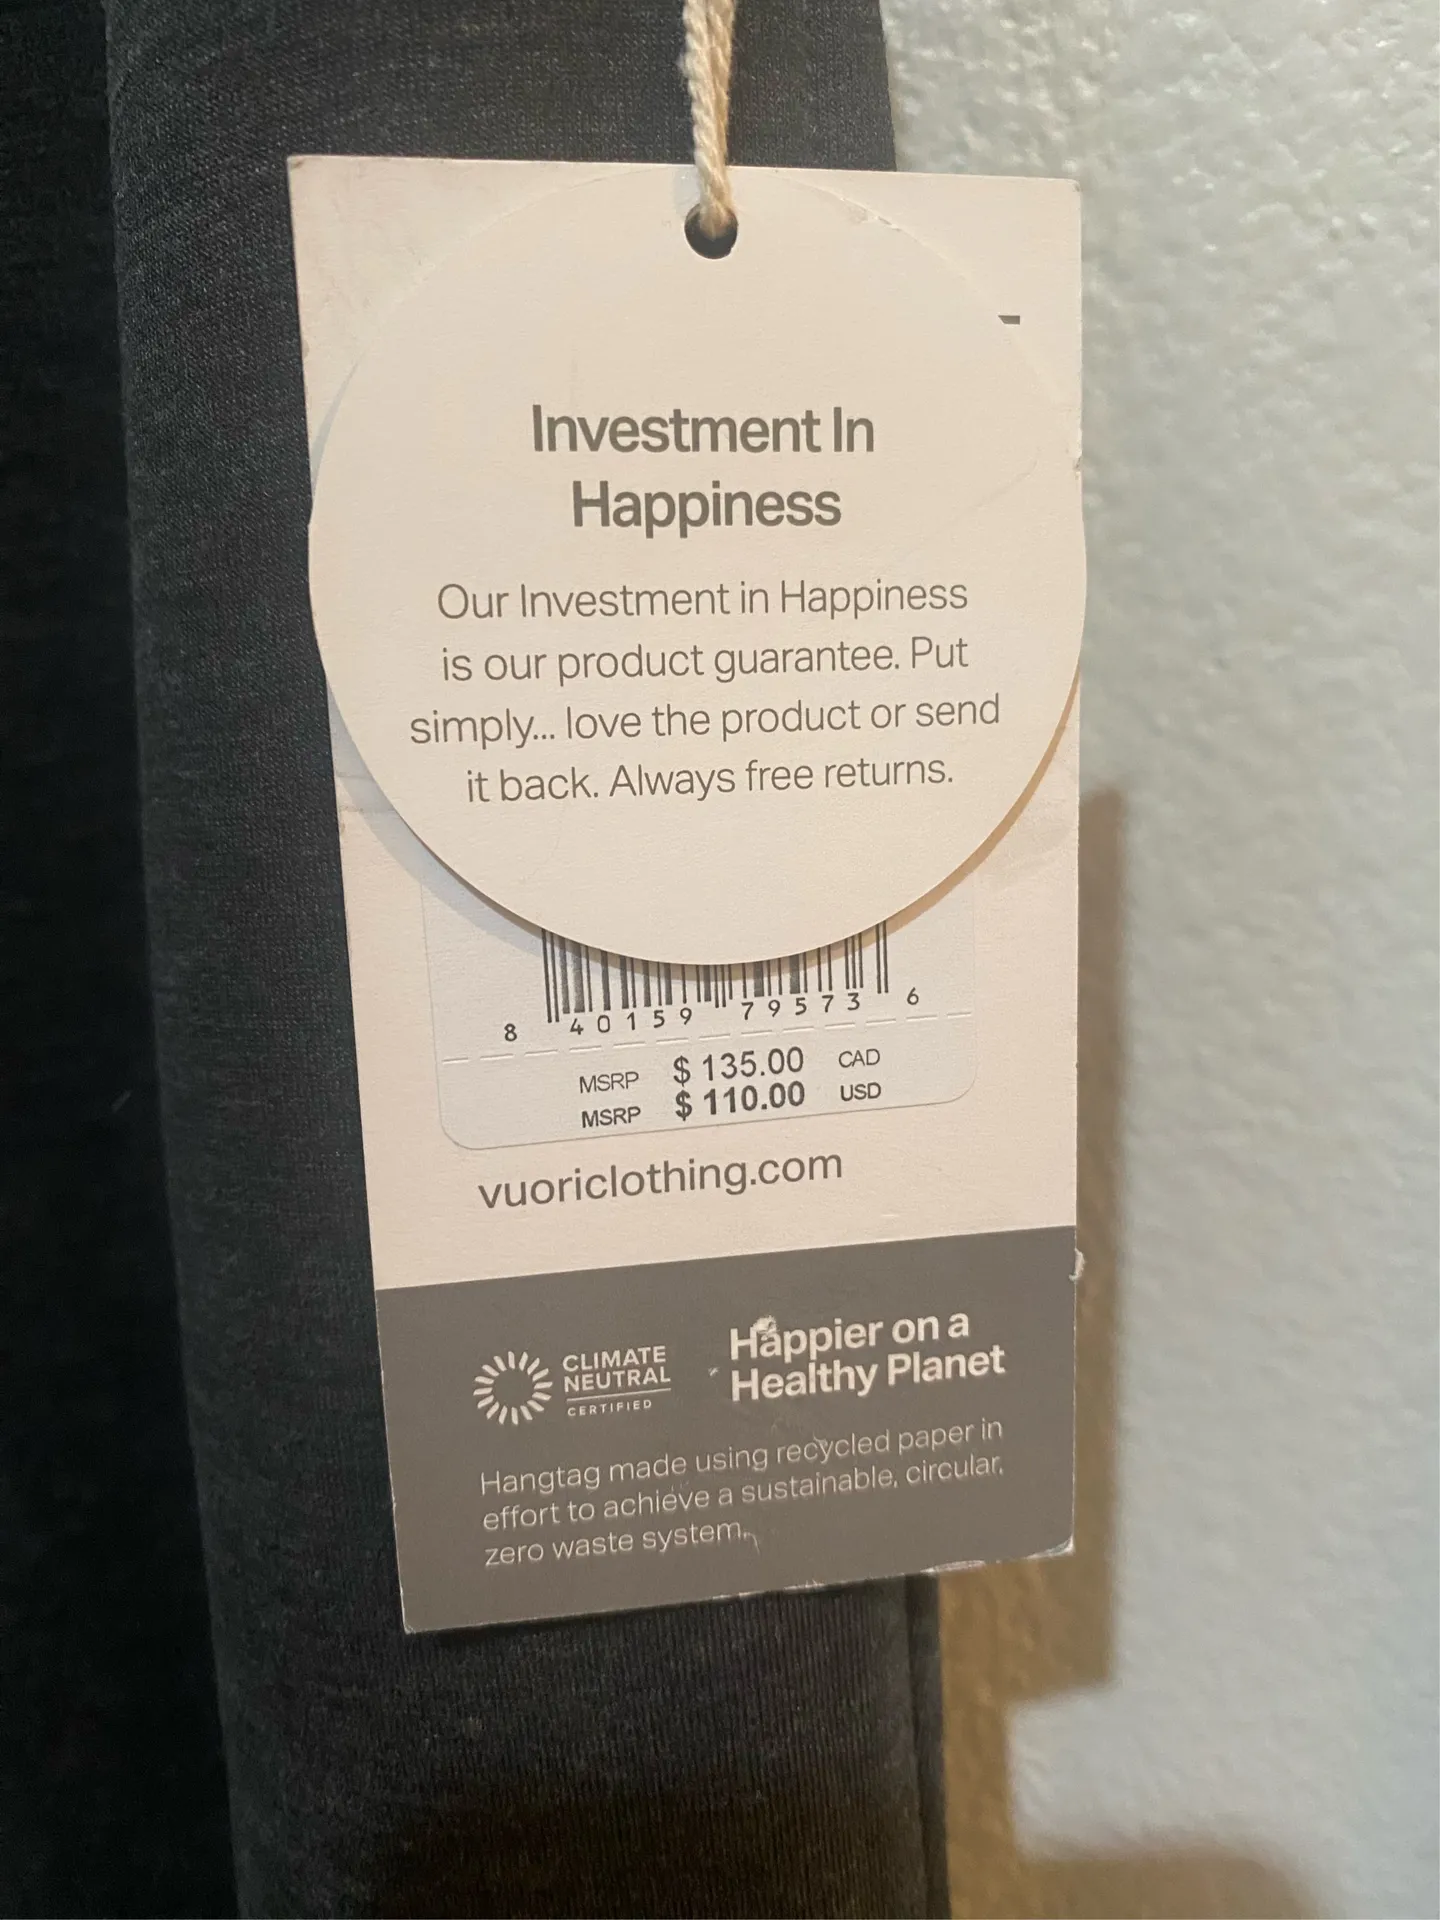 Investment In
Happiness
Our Investment in Happiness
is our product guarantee. Put
simply... love the product or send
it back. Always free returns.
8 40159 79573 6
MSRP $ 135.00 CAD
MSRP $ 110.00 USD
vuoriclothing.com
CLIMATE
NEUTRAL
CERTIFIED
Happier on a
Healthy Planet
Hangtag made using recycled paper in
effort to achieve a sustainable, circular,
zero waste system.